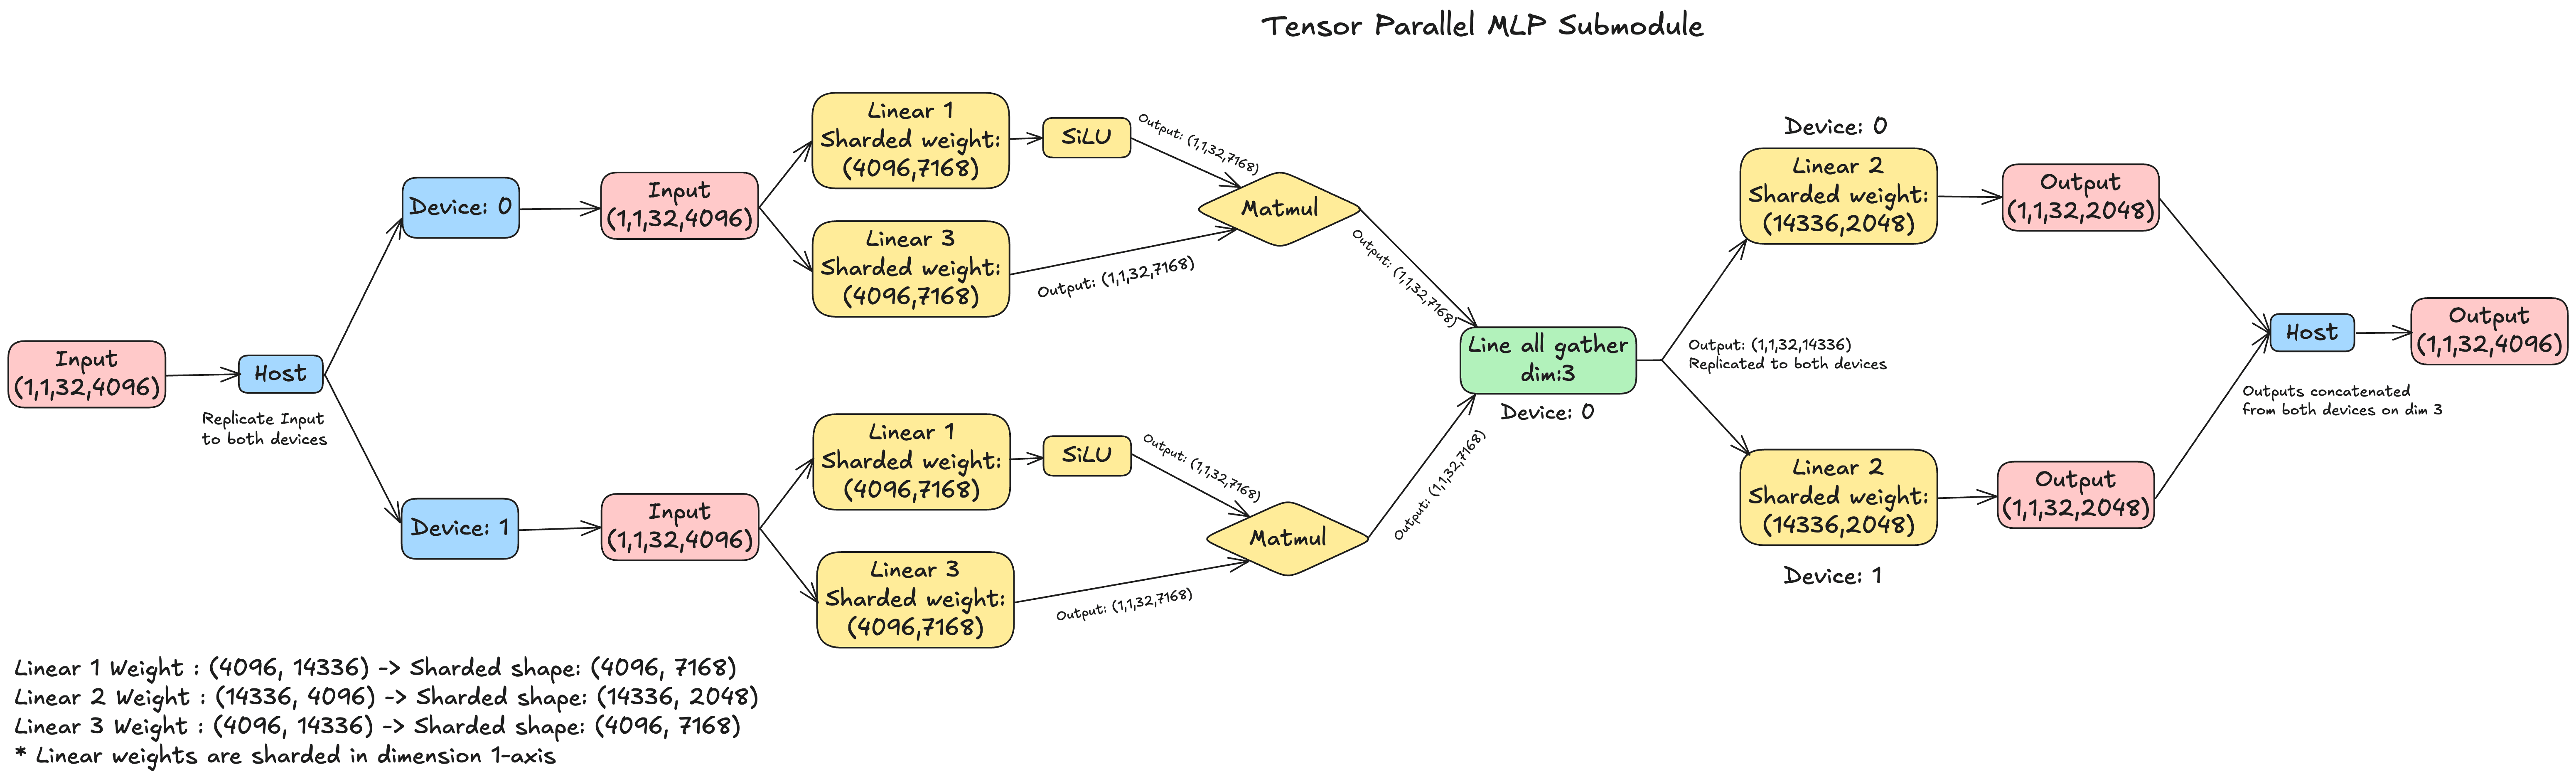 Tensor Parallel MLP Submodule
Input
(1,1,32,4096)
Host
Replicate Input
to both devices
Device: 0
Input
(1,1,32,4096)
Linear 1
Sharded weight:
(4096,7168)
SiLU
Output: (1,1,32,7168)
Linear 3
Sharded weight:
(4096,7168)
Output: (1,1,32,7168)
Matmul
Output: (1,1,32,7168)
Device: 1
Input
(1,1,32,4096)
Linear 1
Sharded weight:
(4096,7168)
SiLU
Output: (1,1,32,7168)
Linear 3
Sharded weight:
(4096,7168)
Output: (1,1,32,7168)
Matmul
Output: (1,1,32,7168)
Line all gather
dim:3
Device: 0
Output: (1,1,32,14336)
Replicated to both devices
Device: 0
Linear 2
Sharded weight:
(14336,2048)
Output
(1,1,32,2048)
Linear 2
Sharded weight:
(14336,2048)
Device: 1
Output
(1,1,32,2048)
Host
Outputs concatenated
from both devices on dim 3
Output
(1,1,32,4096)
Linear 1 Weight : (4096, 14336) -> Sharded shape: (4096, 7168)
Linear 2 Weight : (14336, 4096) -> Sharded shape: (14336, 2048)
Linear 3 Weight : (4096, 14336) -> Sharded shape: (4096, 7168)
* Linear weights are sharded in dimension 1-axis